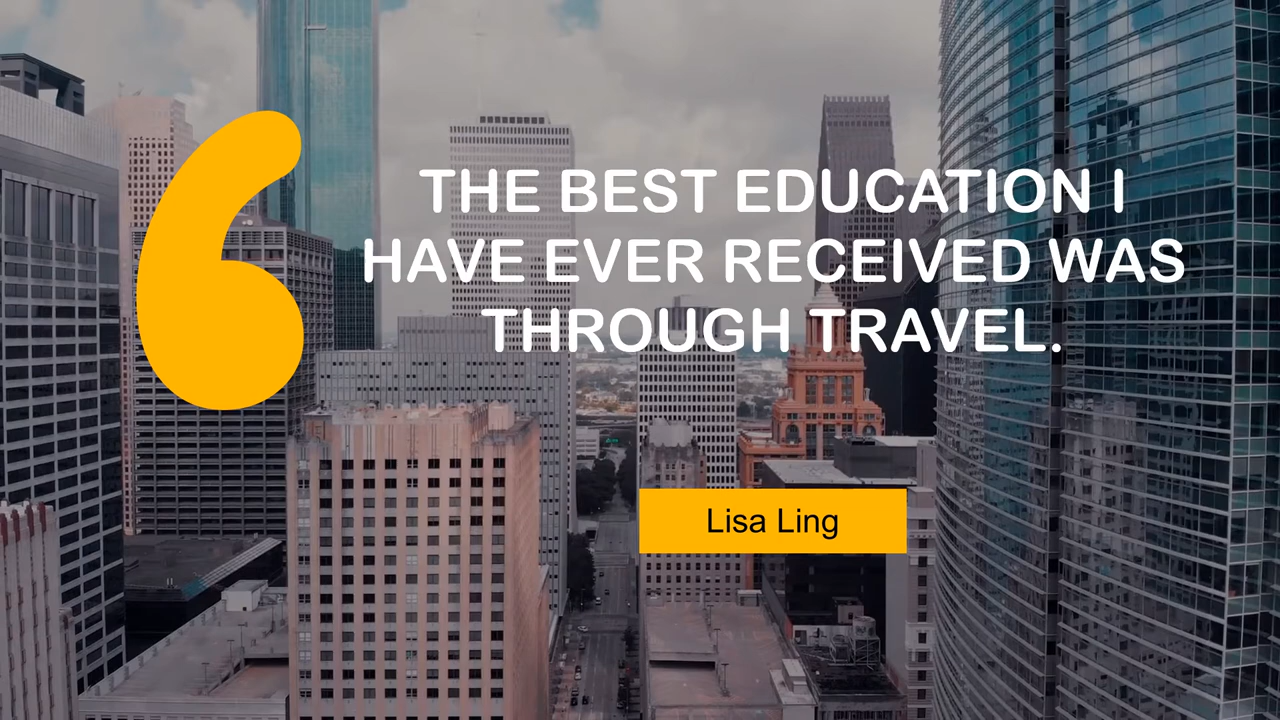 THE BEST EDUCATION I
HAVE EVER RECEIVED WAS
THROUGH TRAVEL.
Lisa Ling